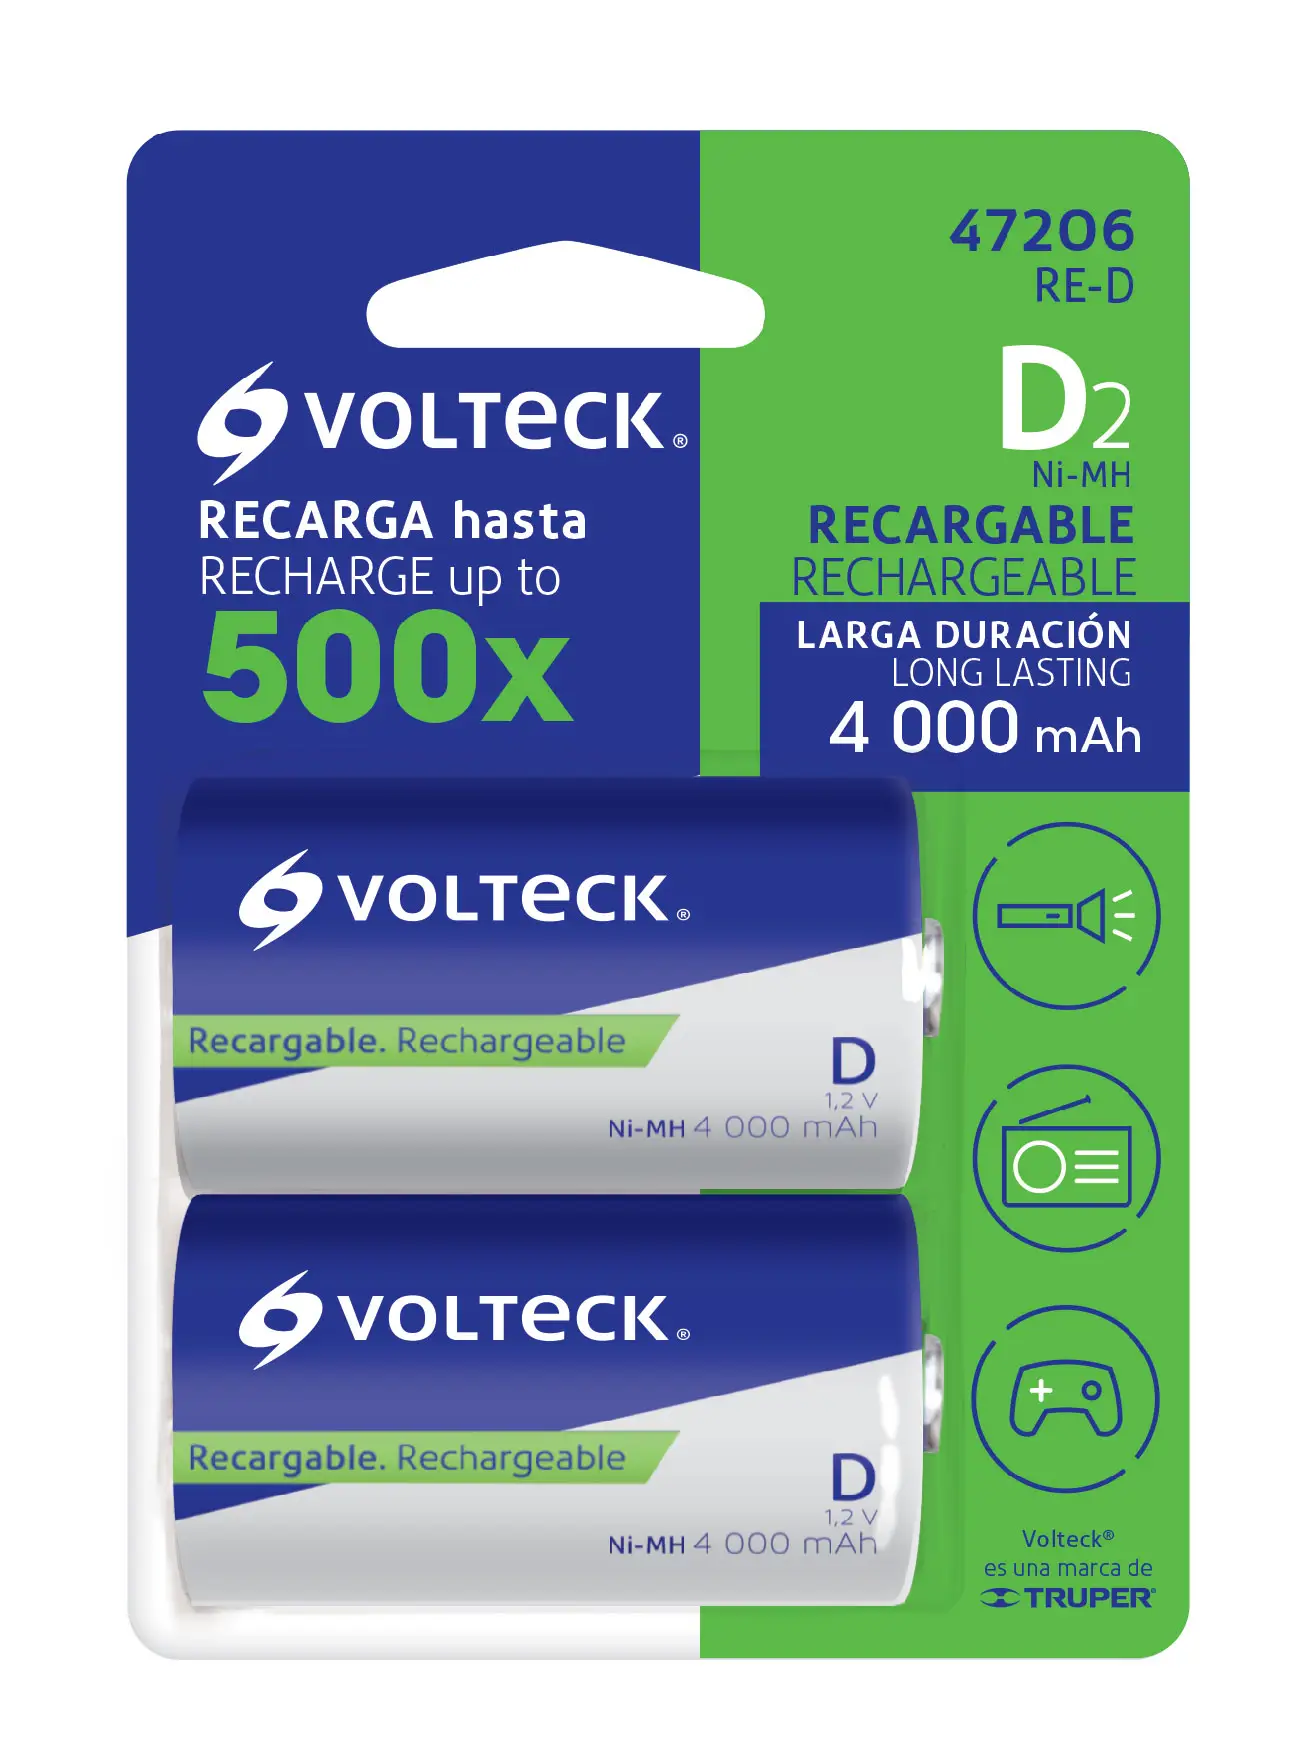 47206
RE-D
VOLTECK®
D2
Ni-MH
RECARGA hasta
RECHARGE up to
500x
RECARGABLE
RECHARGEABLE
LARGA DURACIÓN
LONG LASTING
4 000 mAh
VOLTECK®
Recargable. Rechargeable
D
1,2 V
Ni-MH 4 000 mAh
VOLTECK®
Recargable. Rechargeable
D
1,2 V
Ni-MH 4 000 mAh
Volteck®
es una marca de
TRUPER®